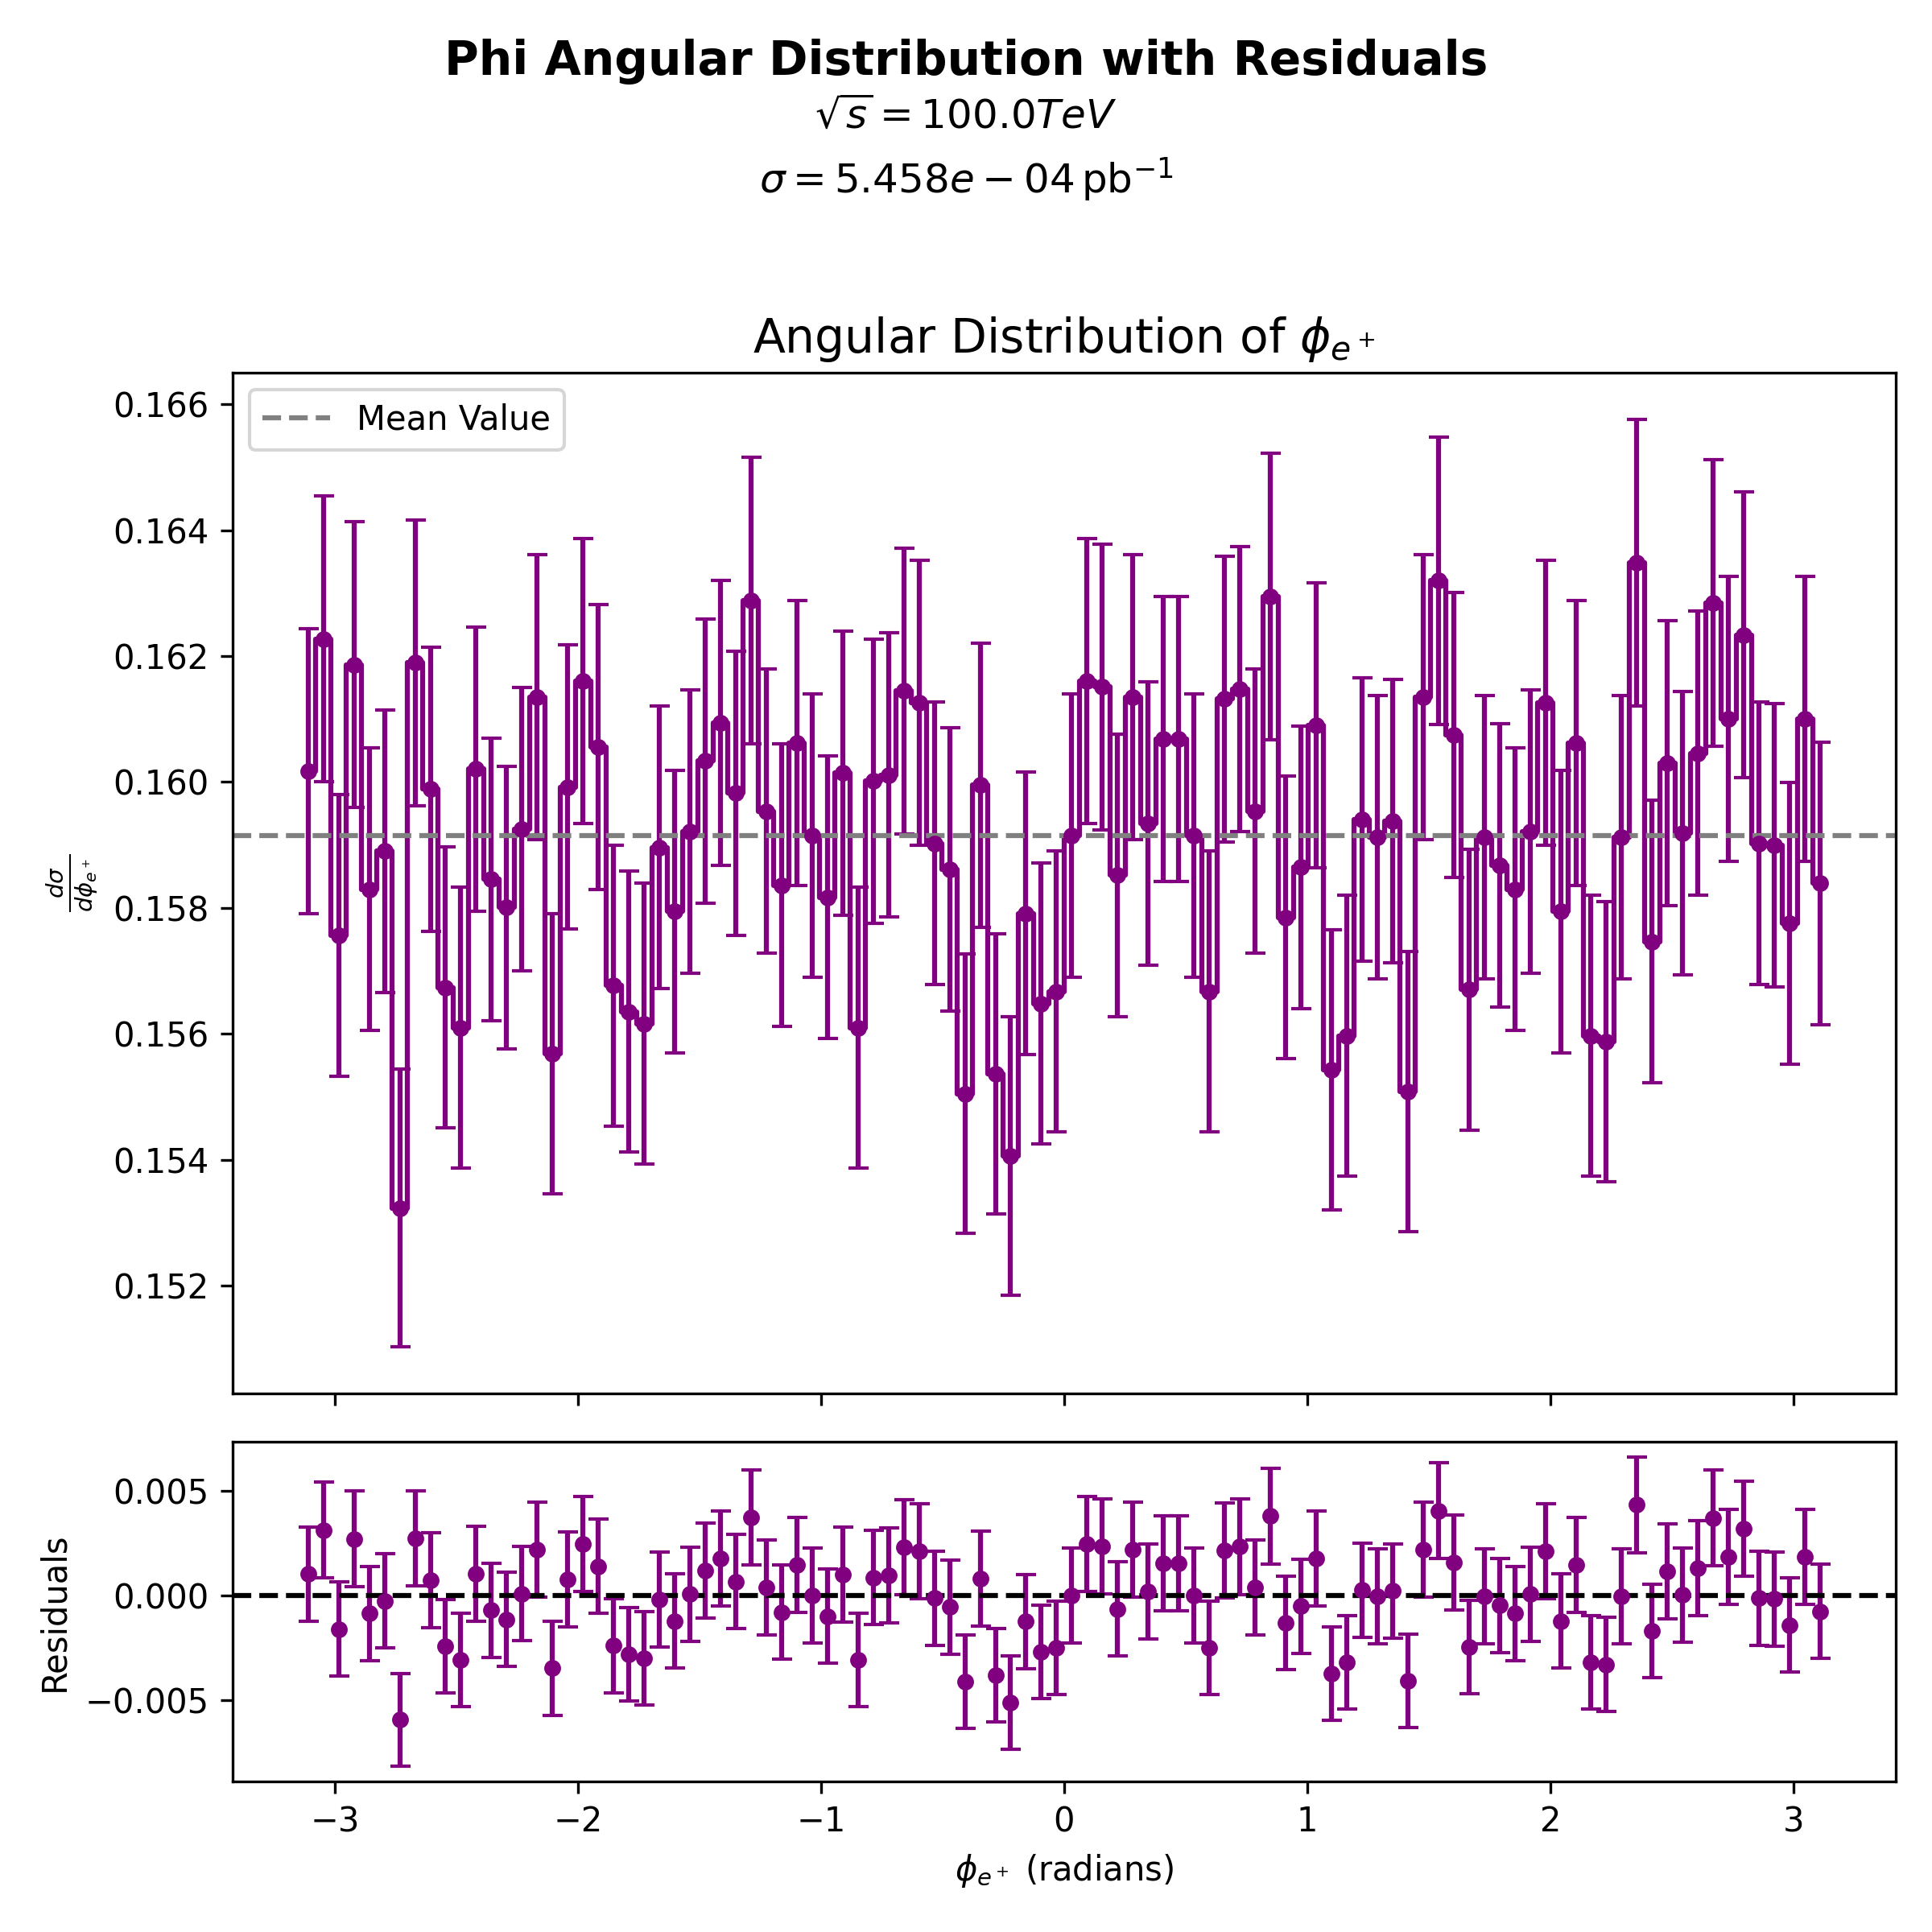 Phi Angular Distribution with Residuals
√s = 100.0TeV
σ = 5.458e − 04 pb⁻¹
Angular Distribution of ϕ_e⁺
Mean Value
0.166
0.164
0.162
0.160
0.158
0.156
0.154
0.152
dσ/dϕ_e⁺
0.005
0.000
−0.005
Residuals
−3 −2 −1 0 1 2 3
ϕ_e⁺ (radians)